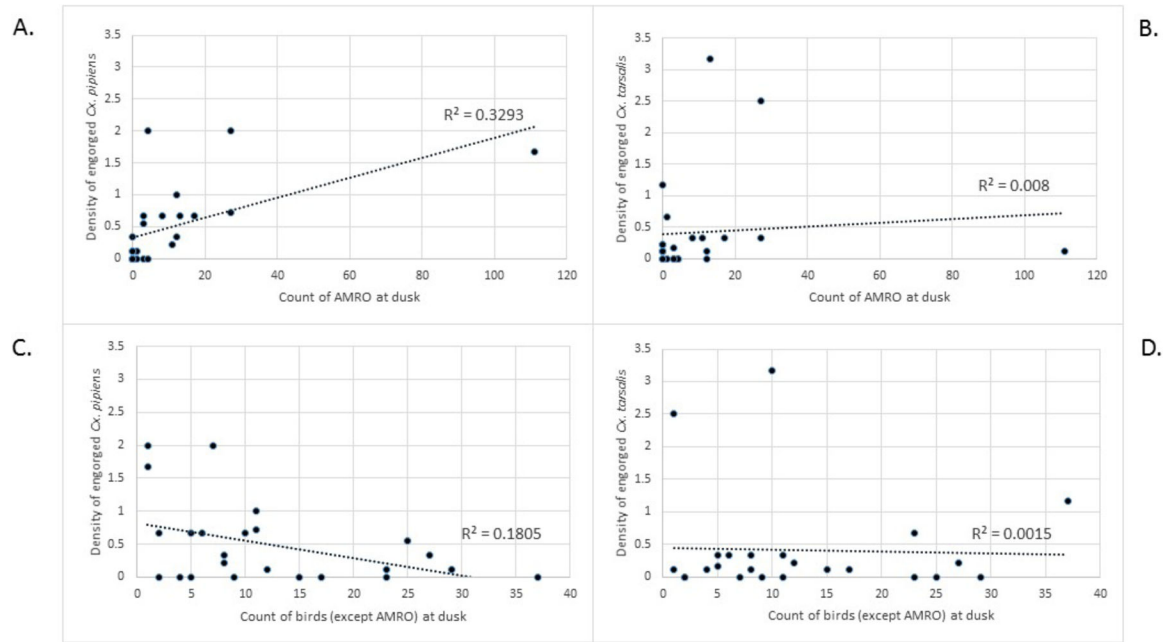 A.
Density of engorged Cx. pipiens
3.5
3
2.5
2
1.5
1
0.5
0
R² = 0.3293
0 20 40 60 80 100 120
Count of AMRO at dusk
B.
Density of engorged Cx. tarsalis
3.5
3
2.5
2
1.5
1
0.5
0
R² = 0.008
0 20 40 60 80 100 120
Count of AMRO at dusk
C.
Density of engorged Cx. pipiens
3.5
3
2.5
2
1.5
1
0.5
0
R² = 0.1805
0 5 10 15 20 25 30 35 40
Count of birds (except AMRO) at dusk
D.
Density of engorged Cx. tarsalis
3.5
3
2.5
2
1.5
1
0.5
0
R² = 0.0015
0 5 10 15 20 25 30 35 40
Count of birds (except AMRO) at dusk